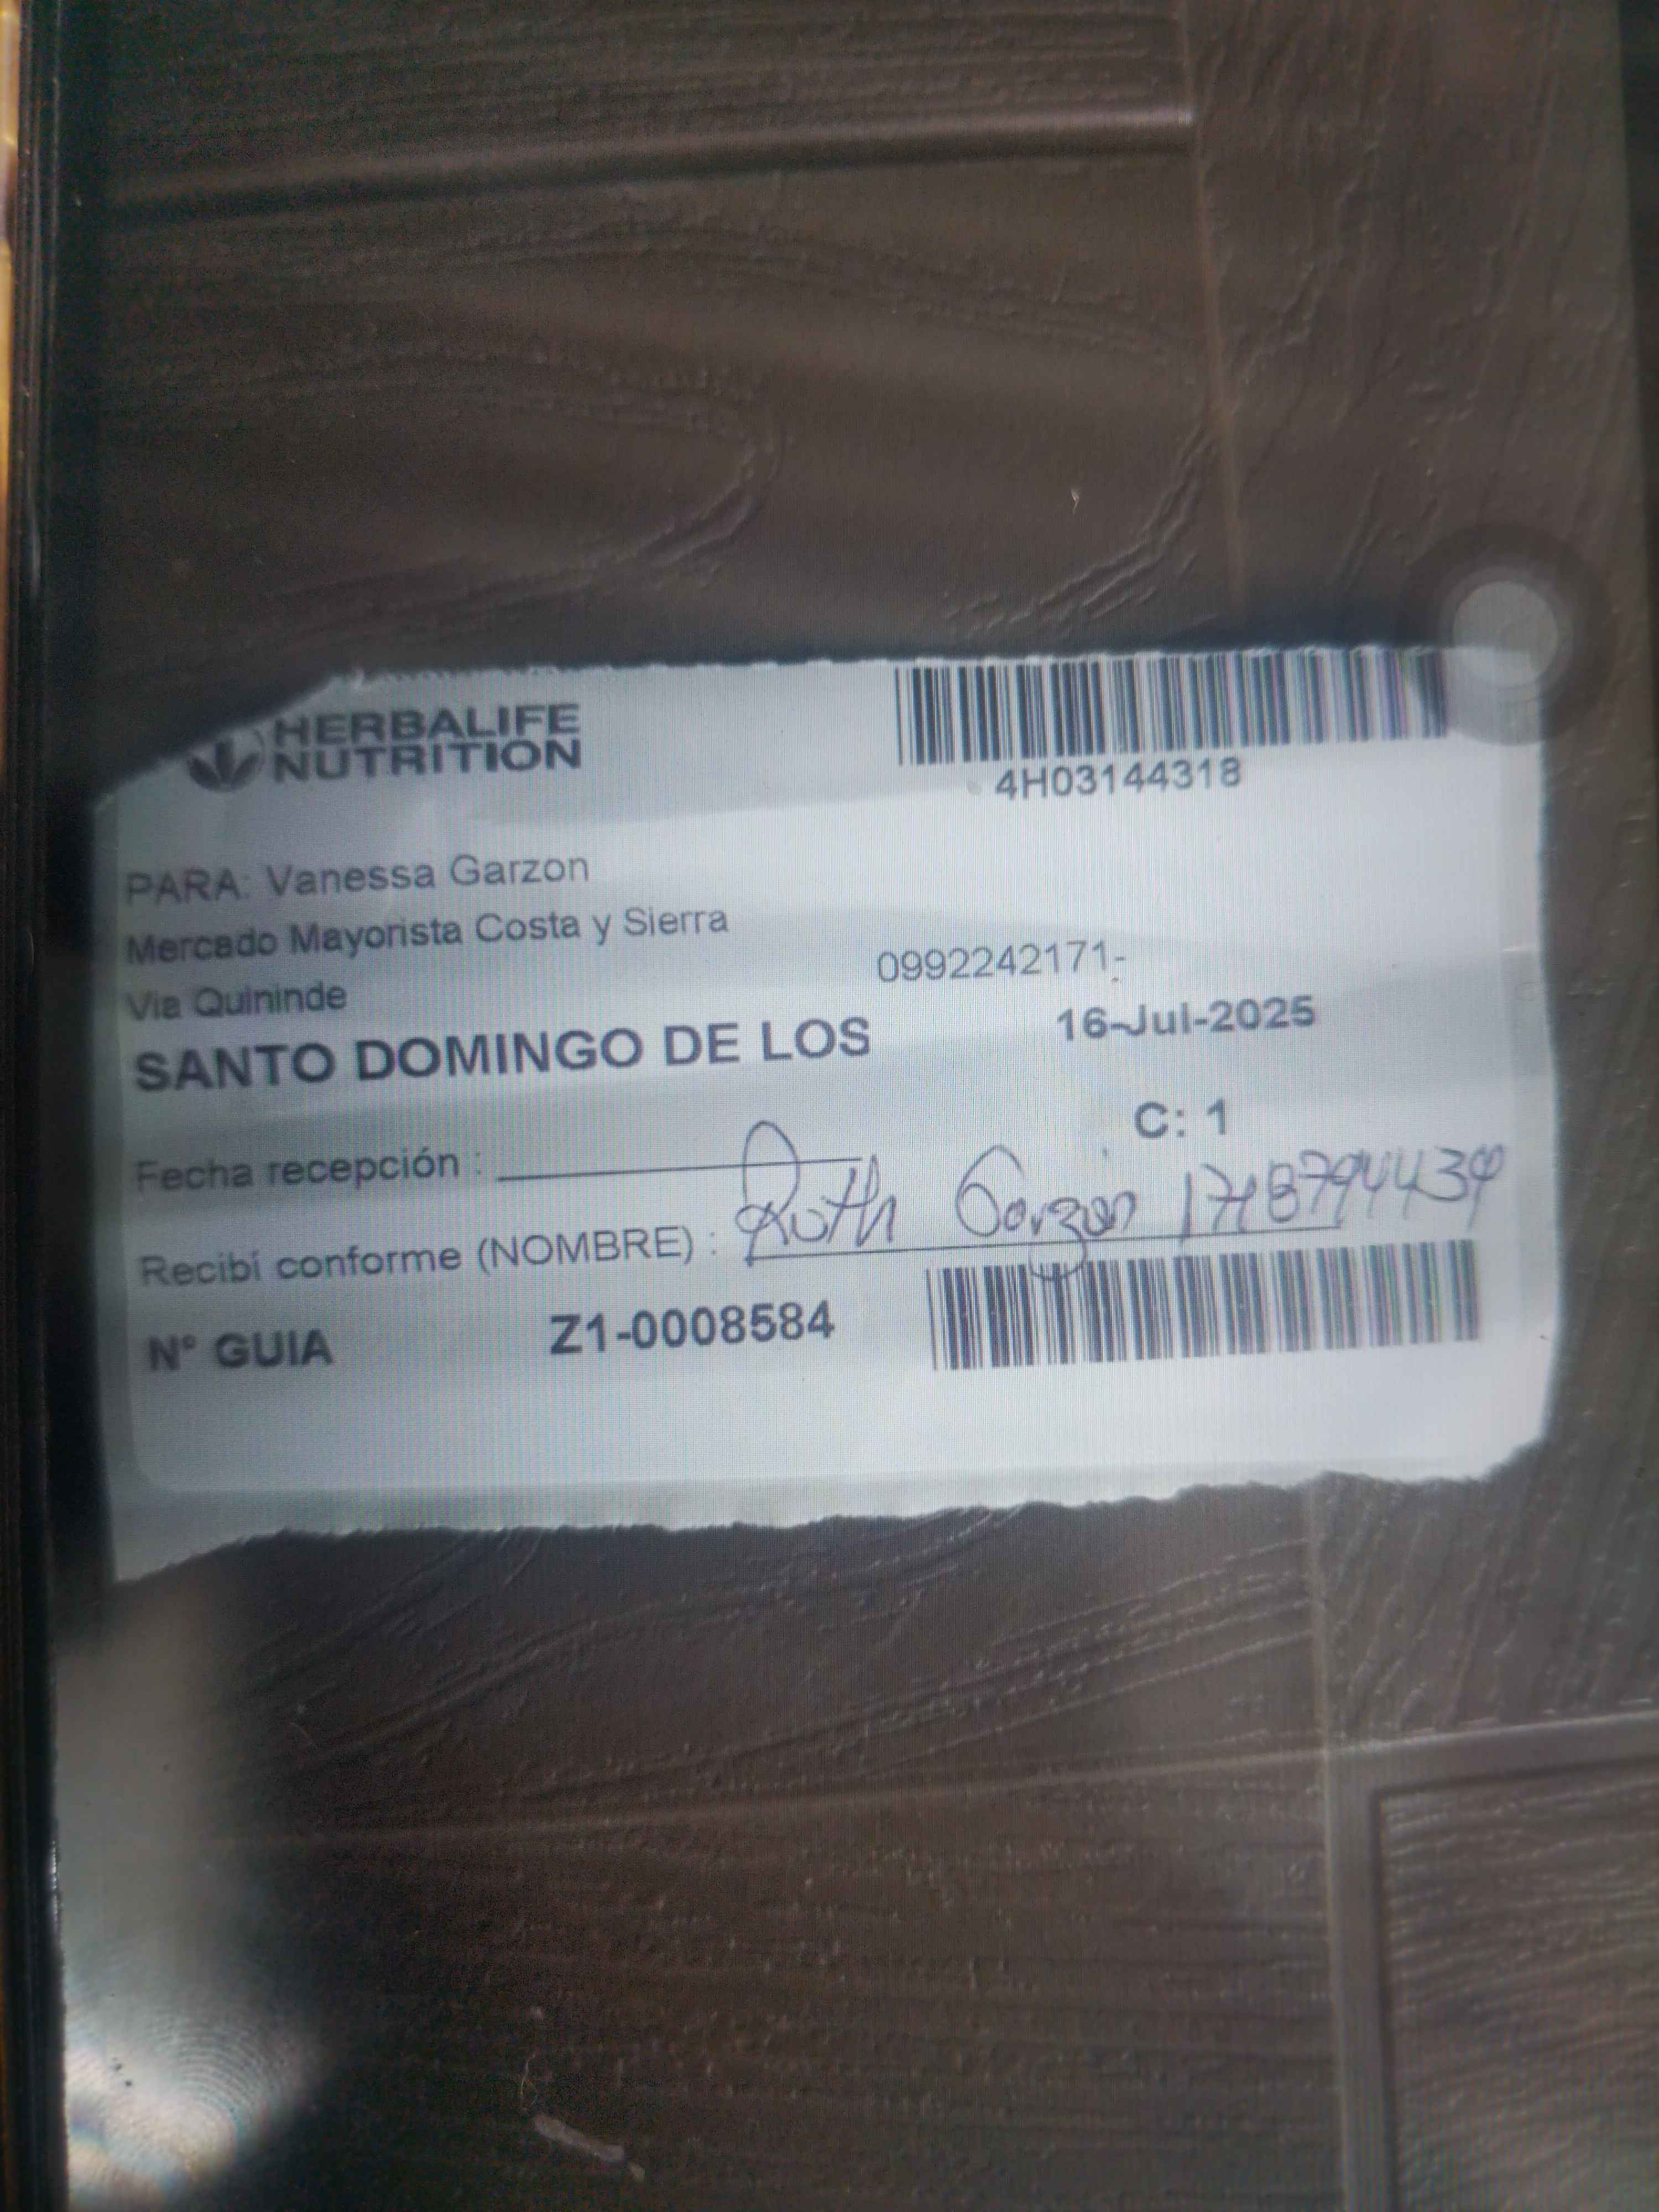 HERBALIFE
NUTRITION
4H03144318
PARA: Vanessa Garzon
Mercado Mayorista Costa y Sierra
0992242171-
Via Quininde
16-Jul-2025
SANTO DOMINGO DE LOS
C: 1
Fecha recepción :
Recibí conforme (NOMBRE) : Ruth Garzon
N° GUIA Z1-0008584